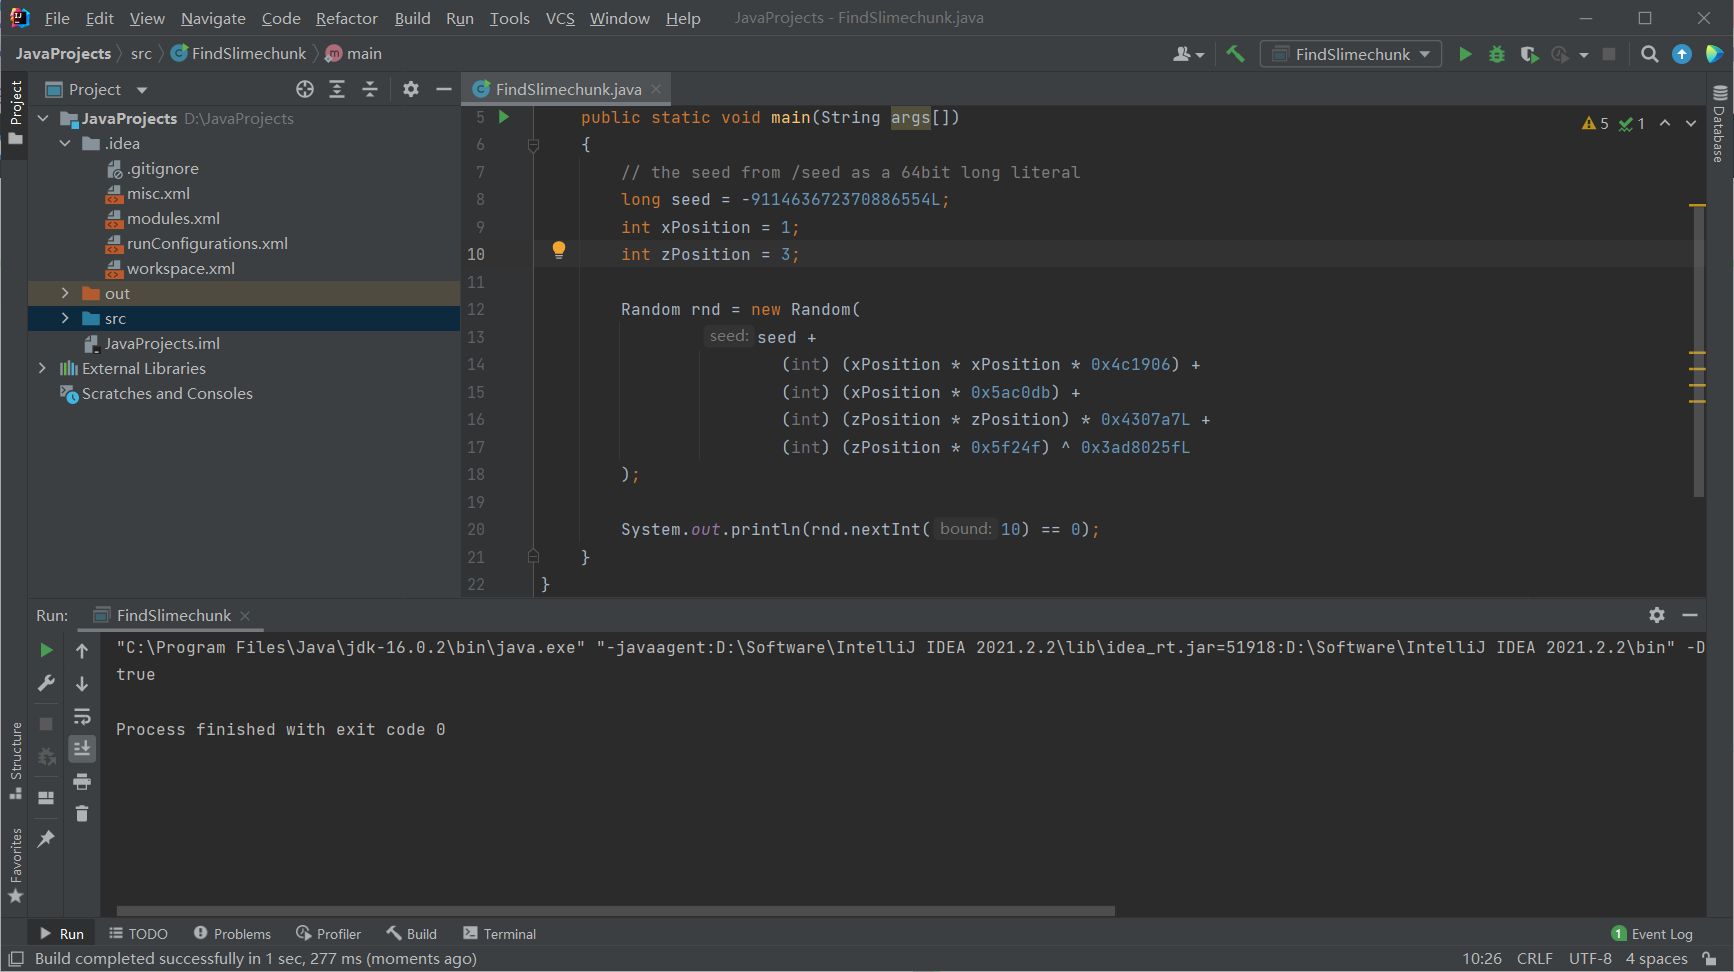 File Edit View Navigate Code Refactor Build Run Tools VCS Window Help JavaProjects - FindSlimechunk.java
JavaProjects src FindSlimechunk main FindSlimechunk
Project
FindSlimechunk.java
JavaProjects D:\JavaProjects
.idea
.gitignore
misc.xml
modules.xml
runConfigurations.xml
workspace.xml
out
src
JavaProjects.iml
External Libraries
Scratches and Consoles
Project
Structure
Favorites
Database
5 1
5 public static void main(String args[])
6 {
7 // the seed from /seed as a 64bit long literal
8 long seed = -911463672370886554L;
9 int xPosition = 1;
10 int zPosition = 3;
11
12 Random rnd = new Random(
13 seed: seed +
14 (int) (xPosition * xPosition * 0x4c1906) +
15 (int) (xPosition * 0x5ac0db) +
16 (int) (zPosition * zPosition) * 0x4307a7L +
17 (int) (zPosition * 0x5f24f) ^ 0x3ad8025fL
18 );
19
20 System.out.println(rnd.nextInt( bound: 10) == 0);
21 }
22 }
Run: FindSlimechunk
"C:\Program Files\Java\jdk-16.0.2\bin\java.exe" "-javaagent:D:\Software\IntelliJ IDEA 2021.2.2\lib\idea_rt.jar=51918:D:\Software\IntelliJ IDEA 2021.2.2\bin" -D
true
Process finished with exit code 0
Run TODO Problems Profiler Build Terminal 1 Event Log
Build completed successfully in 1 sec, 277 ms (moments ago) 10:26 CRLF UTF-8 4 spaces